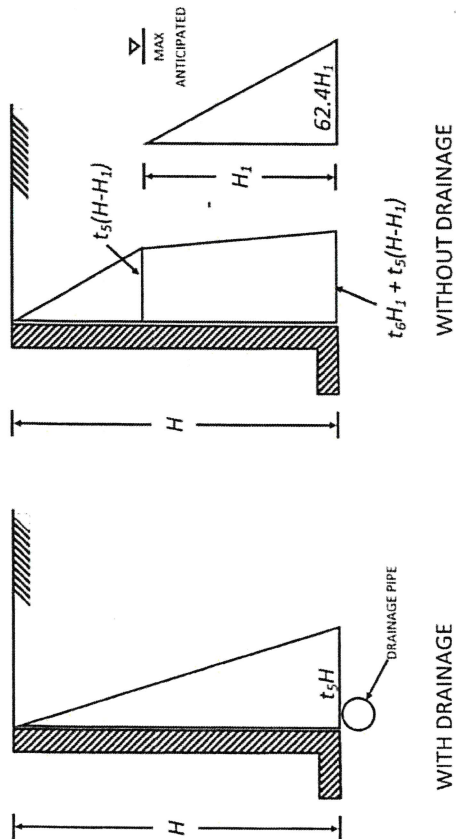 H
t₅H
DRAINAGE PIPE
WITH DRAINAGE
H
t₅(H-H₁)
t₆H₁ + t₅(H-H₁)
H₁
62.4H₁
MAX
ANTICIPATED
WITHOUT DRAINAGE